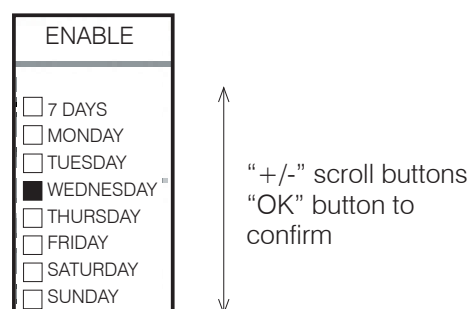 ENABLE
7 DAYS
MONDAY
TUESDAY
WEDNESDAY
THURSDAY
FRIDAY
SATURDAY
SUNDAY
“+/-” scroll buttons
“OK” button to
confirm